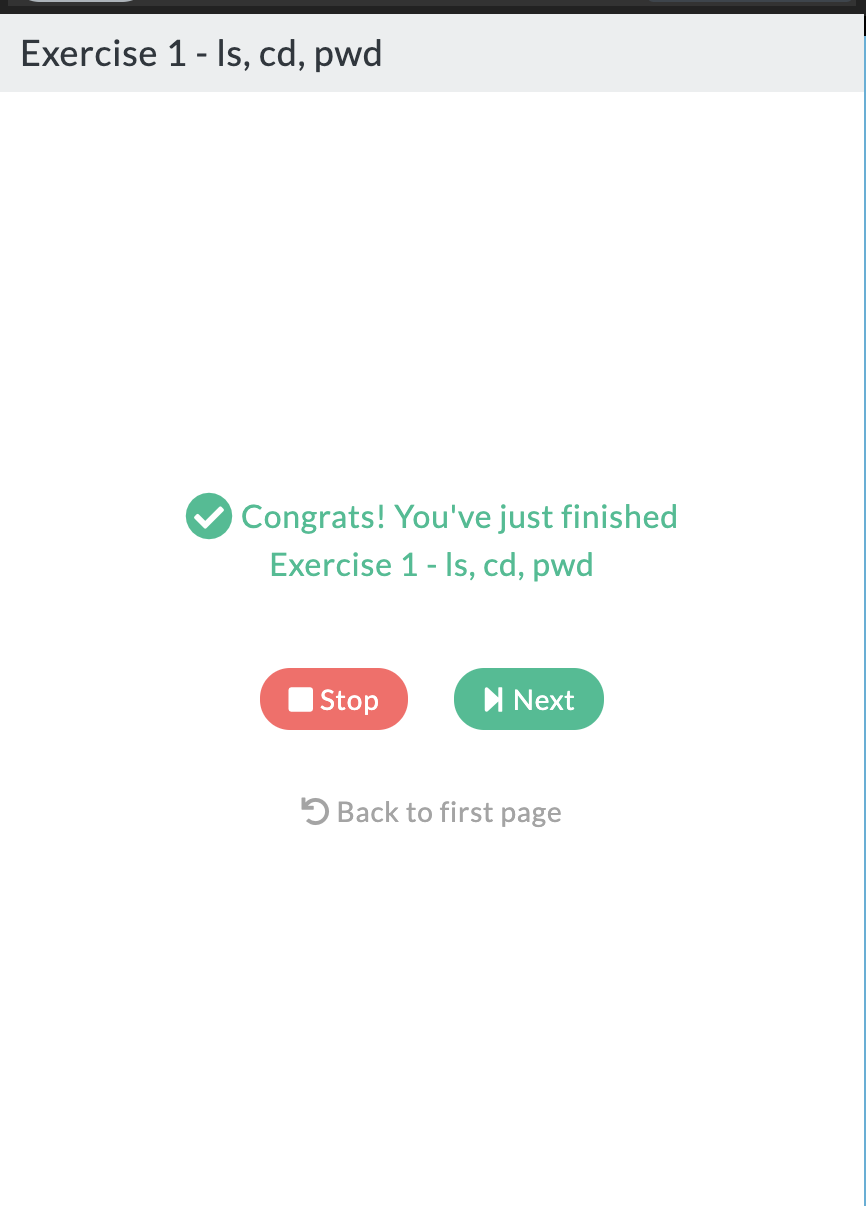 Exercise 1 - ls, cd, pwd
Congrats! You've just finished
Exercise 1 - ls, cd, pwd
Stop
Next
Back to first page